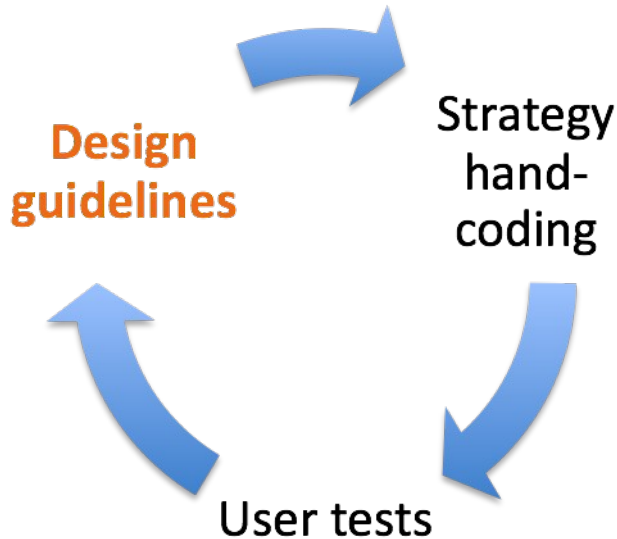 Design
guidelines
Strategy
hand-
coding
User tests